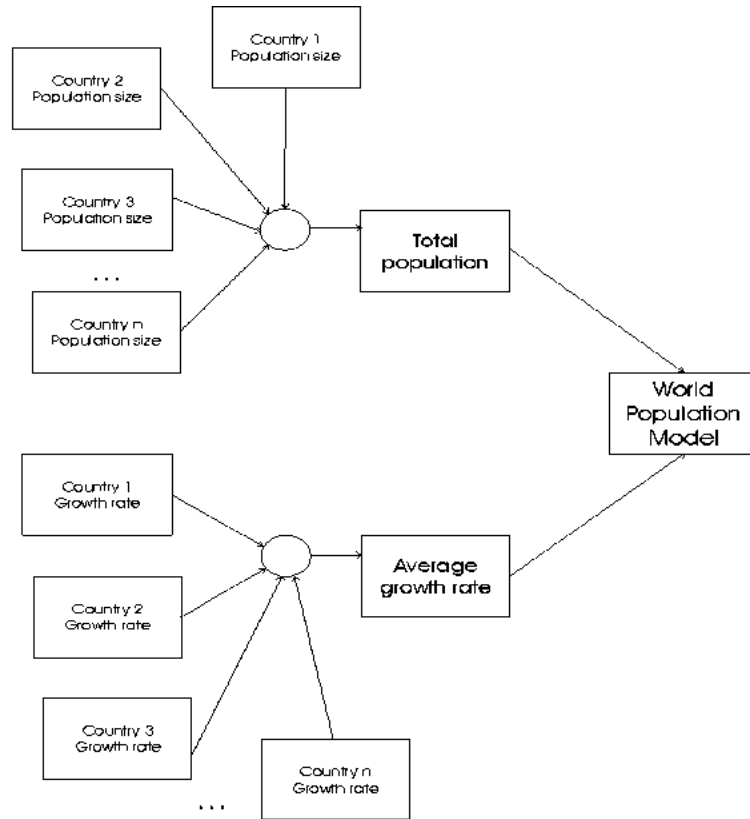 Country 1
Population size
Country 2
Population size
Country 3
Population size
...
Country n
Population size
Total
population
World
Population
Model
Country 1
Growth rate
Average
growth rate
Country 2
Growth rate
Country 3
Growth rate
Country n
Growth rate
...